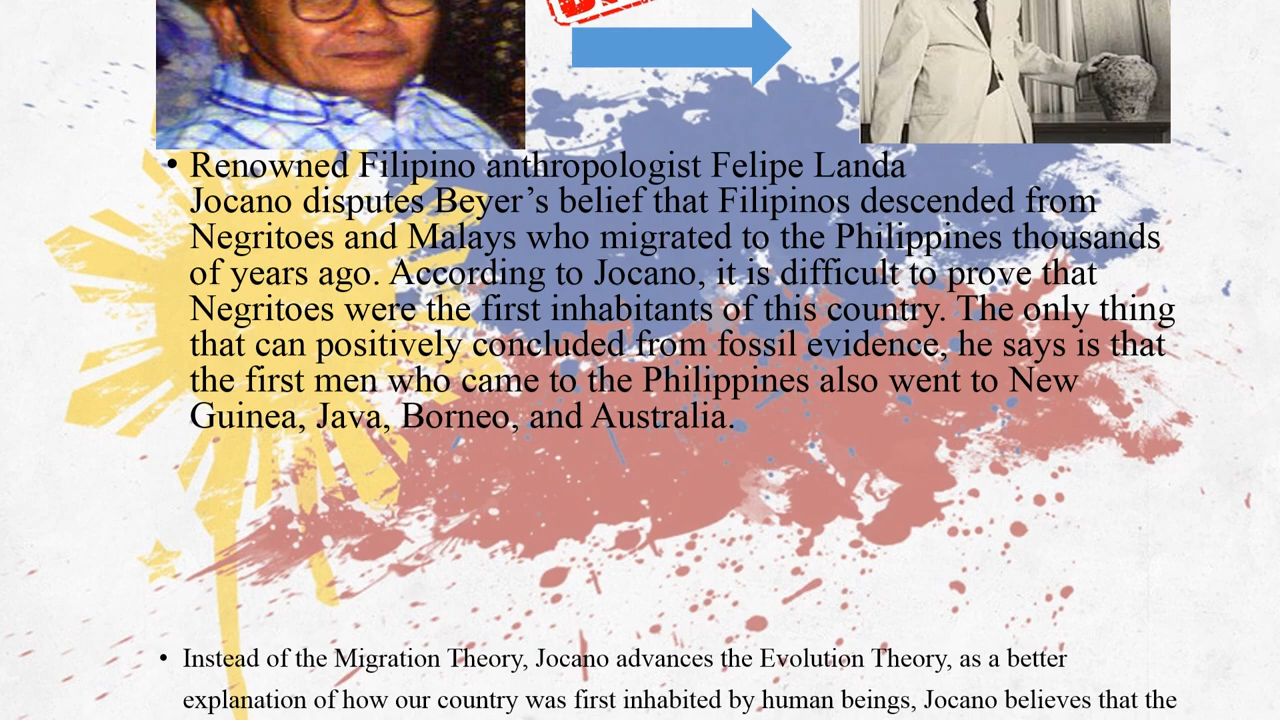 • Renowned Filipino anthropologist Felipe Landa
Jocano disputes Beyer’s belief that Filipinos descended from
Negritoes and Malays who migrated to the Philippines thousands
of years ago. According to Jocano, it is difficult to prove that
Negritoes were the first inhabitants of this country. The only thing
that can positively concluded from fossil evidence, he says is that
the first men who came to the Philippines also went to New
Guinea, Java, Borneo, and Australia.
• Instead of the Migration Theory, Jocano advances the Evolution Theory, as a better
explanation of how our country was first inhabited by human beings, Jocano believes that the